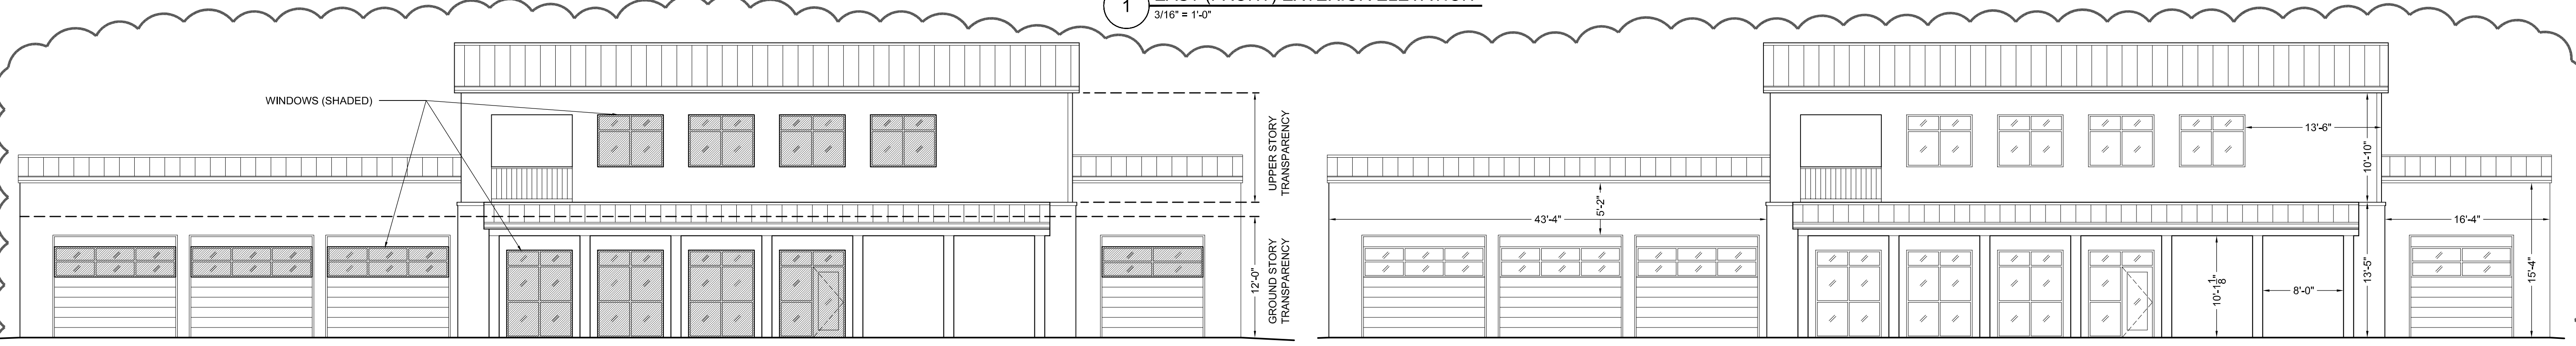 1
3/16" = 1'-0"
WINDOWS (SHADED)
UPPER STORY
TRANSPARENCY
12'-0"
GROUND STORY
TRANSPARENCY
43'-4"
5'-2"
13'-6"
10'-10"
10'-1 1/8"
8'-0"
13'-5"
16'-4"
15'-4"